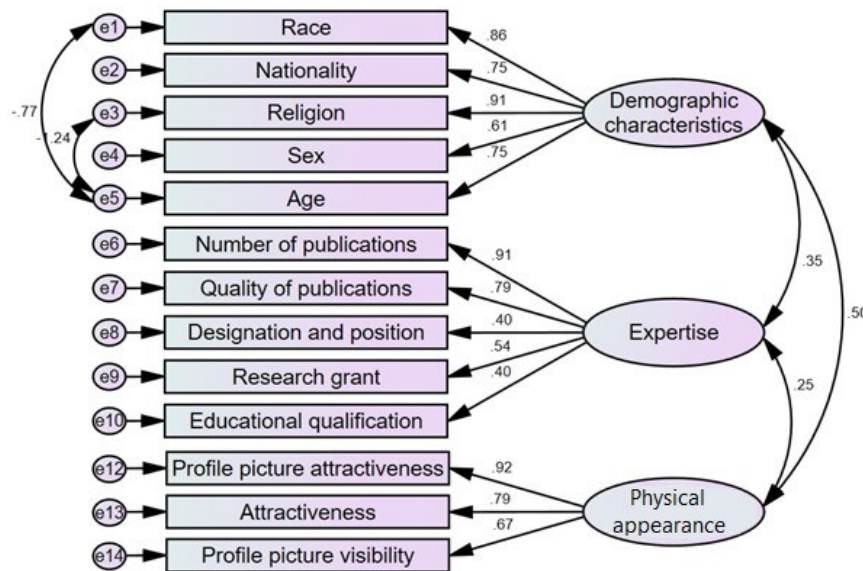 e1
Race
.86
e2
Nationality
.75
-.77
e3
Religion
.91
Demographic
characteristics
-1.24
e4
Sex
.61
e5
Age
.75
e6
Number of publications
.91
.35
e7
Quality of publications
.79
.50
e8
Designation and position
.40
Expertise
e9
Research grant
.54
.25
e10
Educational qualification
.40
e12
Profile picture attractiveness
.92
e13
Attractiveness
.79
Physical
appearance
e14
Profile picture visibility
.67